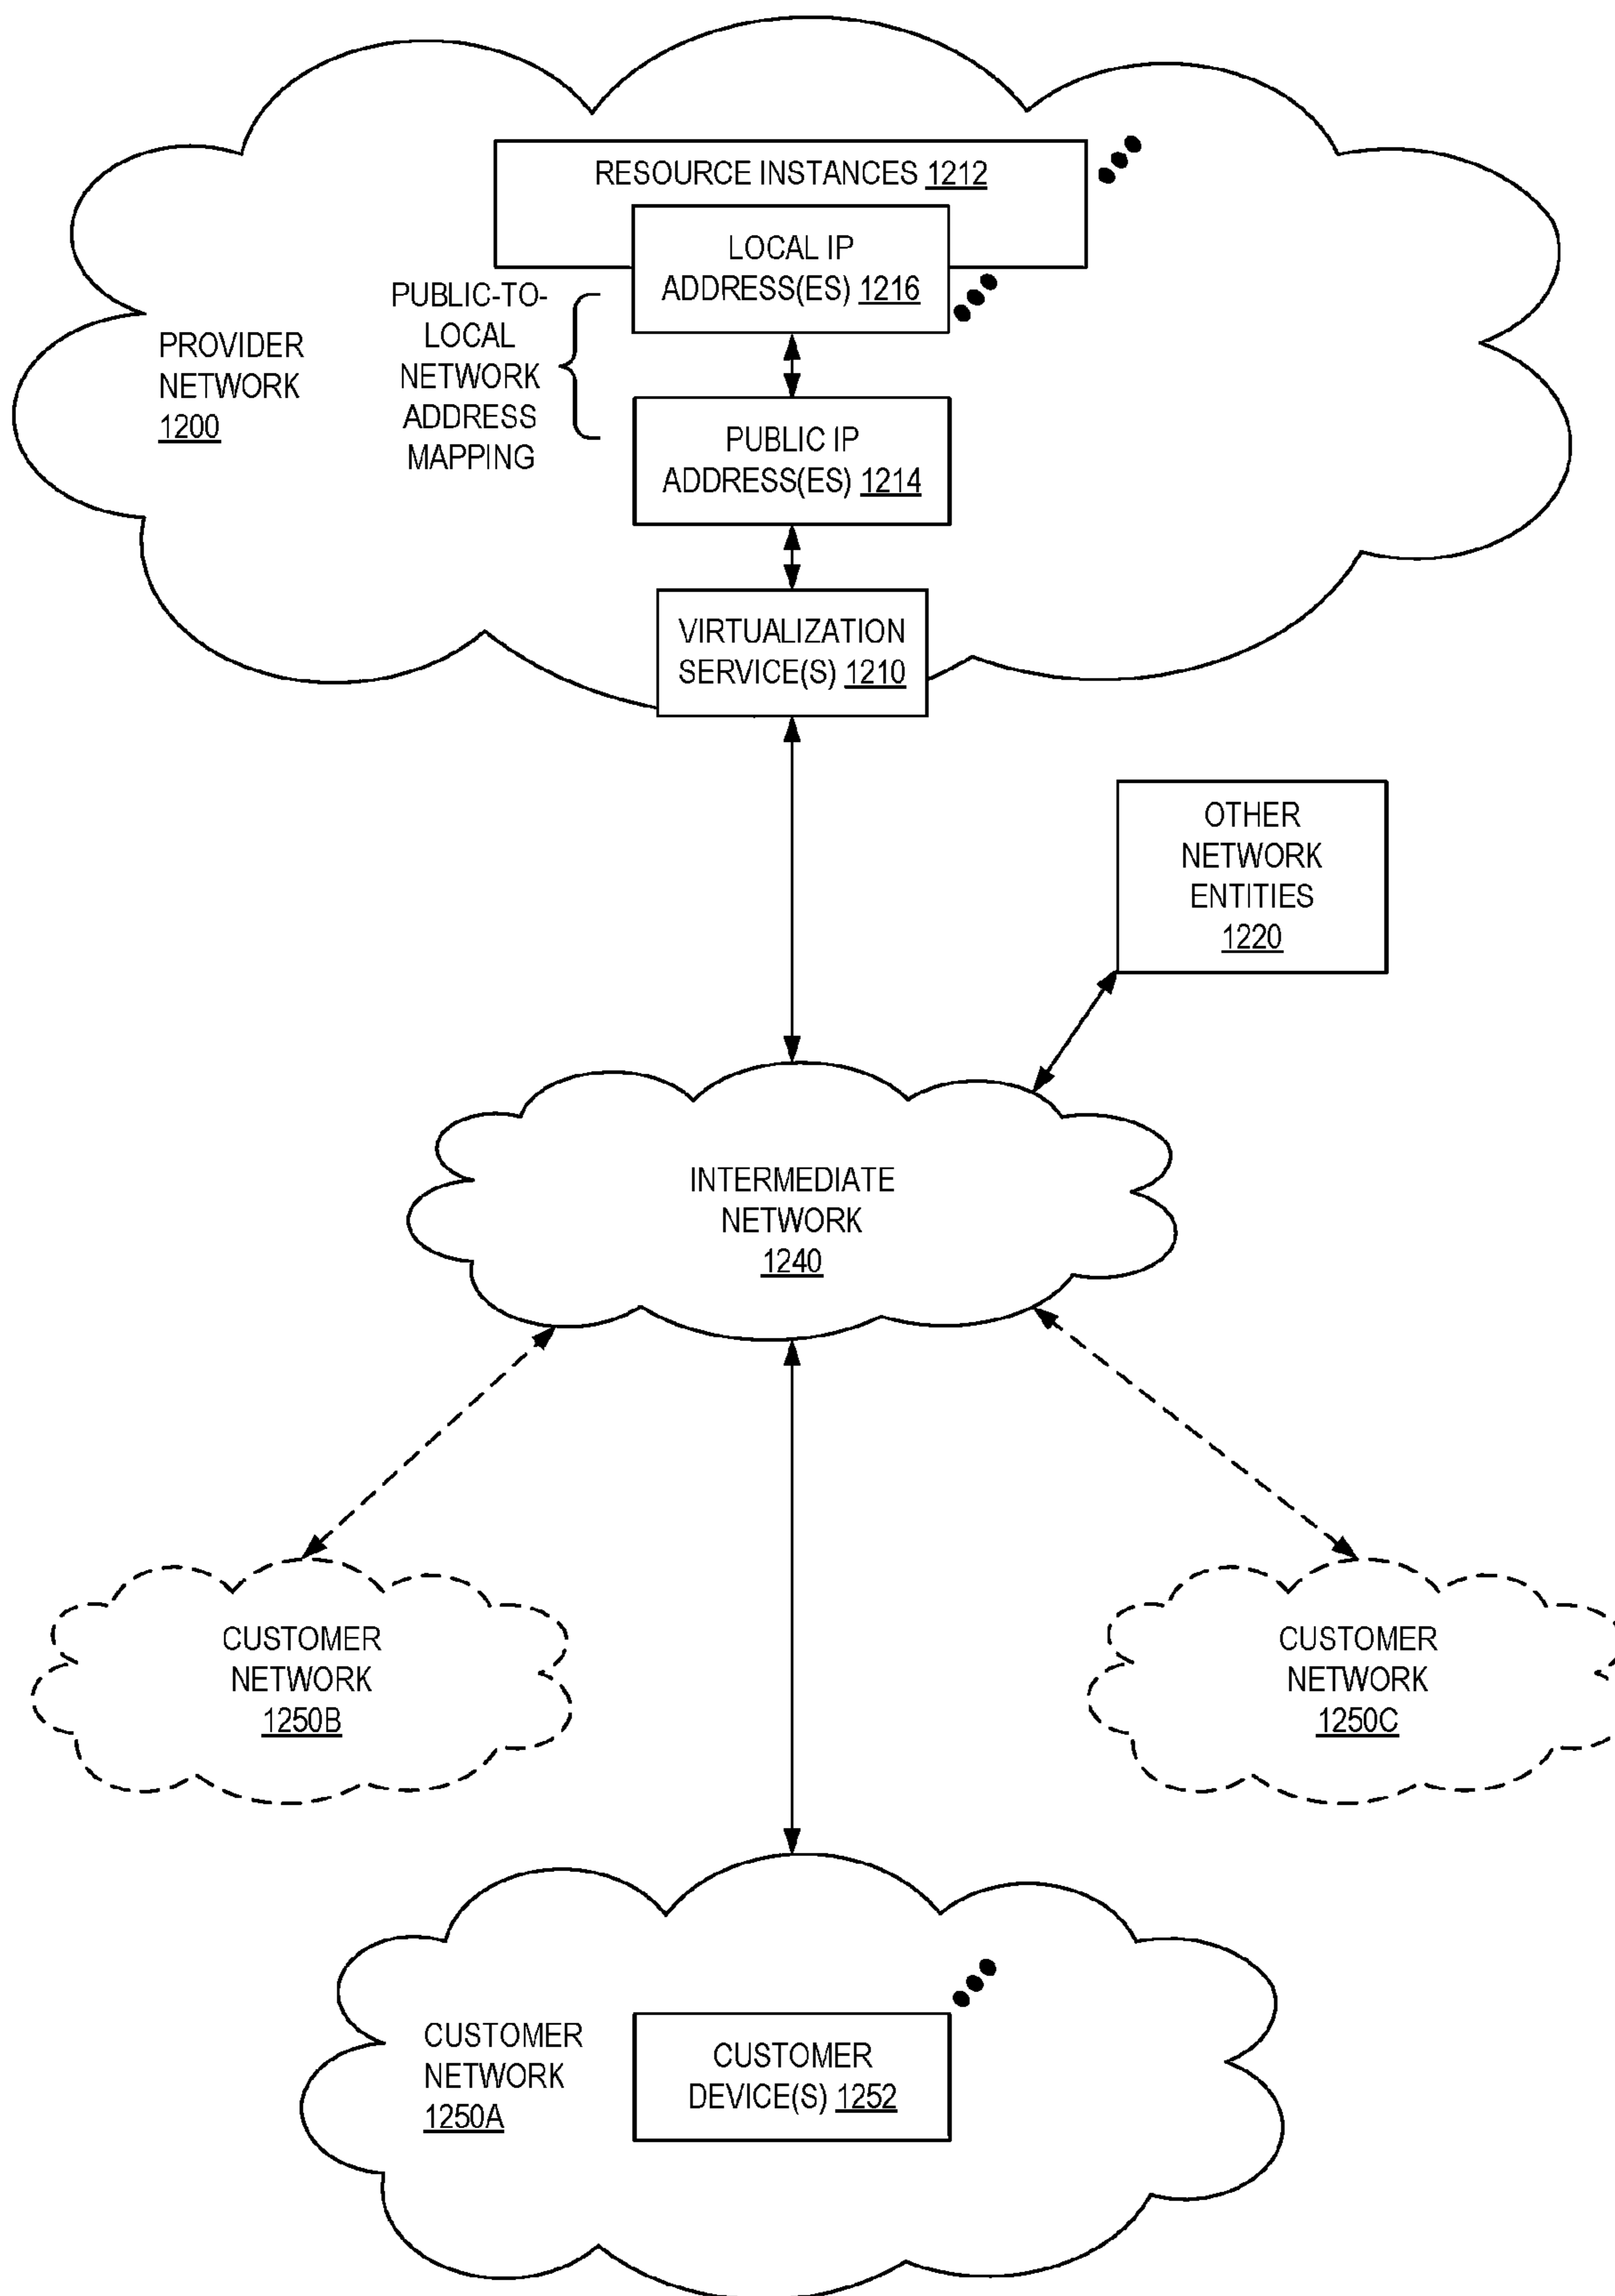 RESOURCE INSTANCES 1212
LOCAL IP
ADDRESS(ES) 1216
PUBLIC-TO-
LOCAL
NETWORK
ADDRESS
MAPPING
PROVIDER
NETWORK
1200
PUBLIC IP
ADDRESS(ES) 1214
VIRTUALIZATION
SERVICE(S) 1210
OTHER
NETWORK
ENTITIES
1220
INTERMEDIATE
NETWORK
1240
CUSTOMER
NETWORK
1250B
CUSTOMER
NETWORK
1250C
CUSTOMER
NETWORK
1250A
CUSTOMER
DEVICE(S) 1252